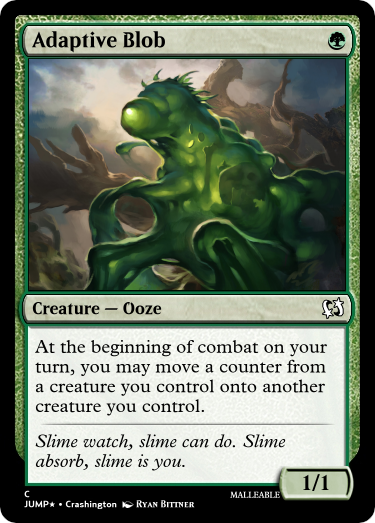 Adaptive Blob
Creature — Ooze
At the beginning of combat on your
turn, you may move a counter from
a creature you control onto another
creature you control.
Slime watch, slime can do. Slime
absorb, slime is you.
1/1
C
JUMP★ • Crashington Ryan Bittner
MALLEABLE